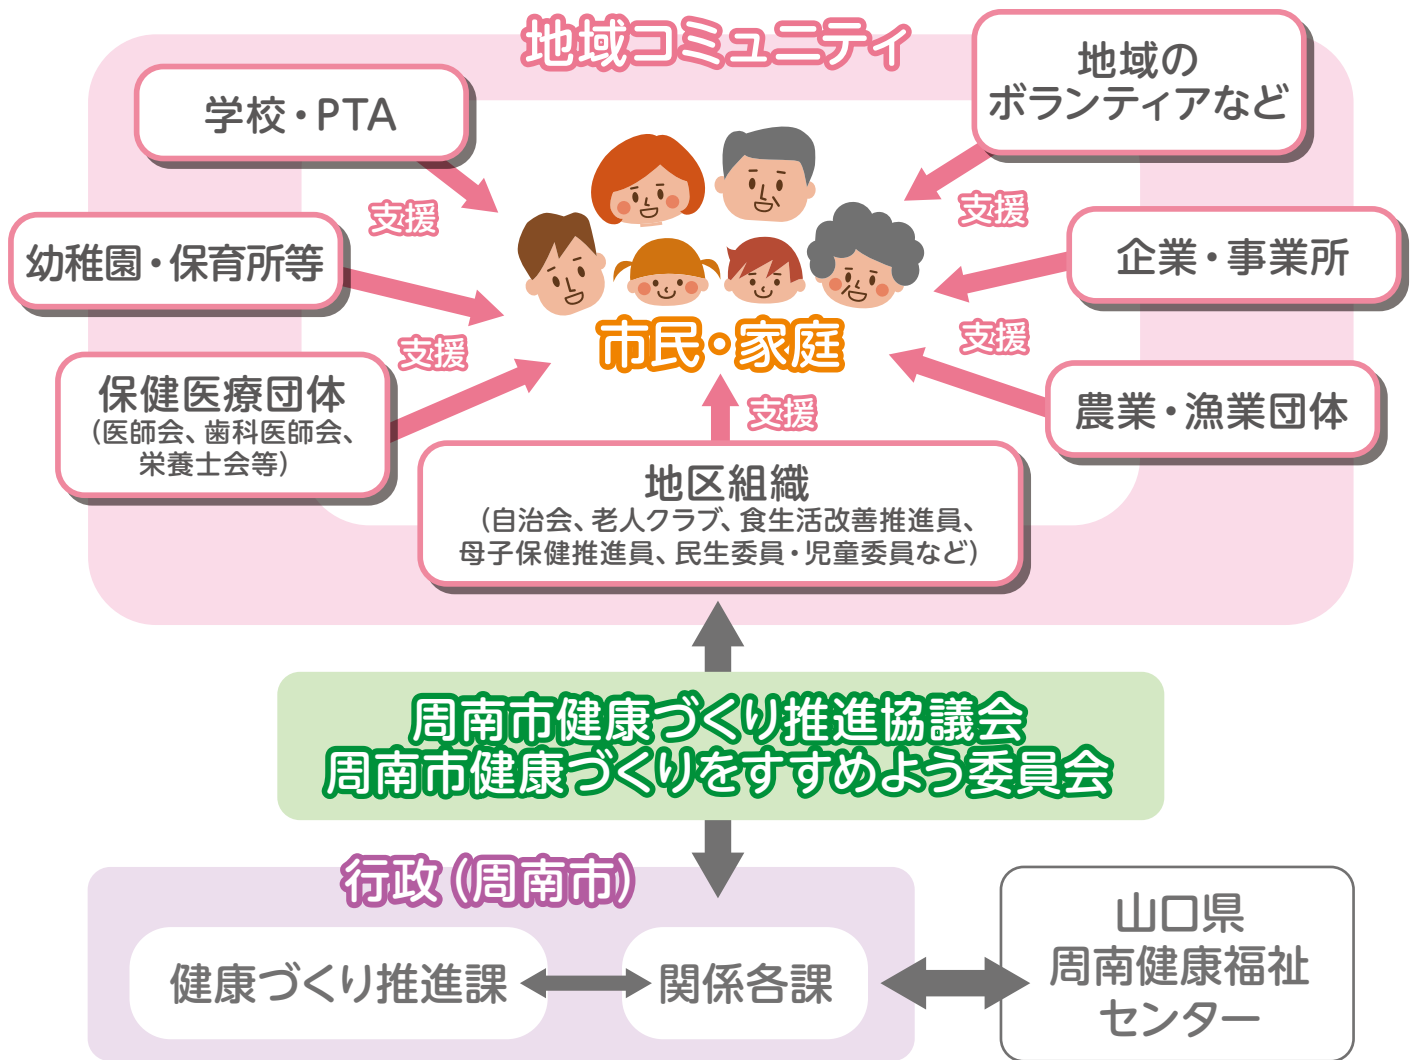 地域コミュニティ
学校・PTA
地域の
ボランティアなど
支援
支援
幼稚園・保育所等
企業・事業所
支援
支援
市民・家庭
保健医療団体
（医師会、歯科医師会、
栄養士会等）
農業・漁業団体
支援
地区組織
（自治会、老人クラブ、食生活改善推進員、
母子保健推進員、民生委員・児童委員など）
周南市健康づくり推進協議会
周南市健康づくりをすすめよう委員会
行政（周南市）
健康づくり推進課
関係各課
山口県
周南健康福祉
センター